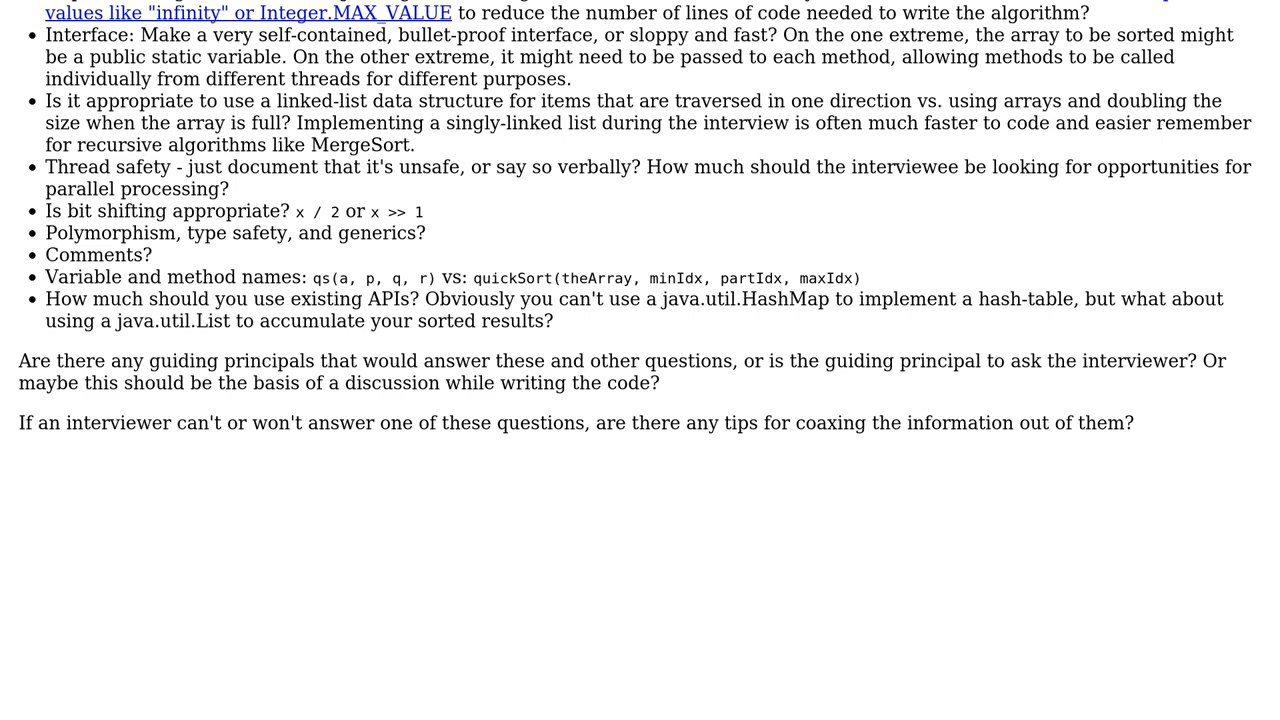 values like "infinity" or Integer.MAX_VALUE to reduce the number of lines of code needed to write the algorithm?
• Interface: Make a very self-contained, bullet-proof interface, or sloppy and fast? On the one extreme, the array to be sorted might
be a public static variable. On the other extreme, it might need to be passed to each method, allowing methods to be called
individually from different threads for different purposes.
• Is it appropriate to use a linked-list data structure for items that are traversed in one direction vs. using arrays and doubling the
size when the array is full? Implementing a singly-linked list during the interview is often much faster to code and easier remember
for recursive algorithms like MergeSort.
• Thread safety - just document that it's unsafe, or say so verbally? How much should the interviewee be looking for opportunities for
parallel processing?
• Is bit shifting appropriate? x / 2 or x >> 1
• Polymorphism, type safety, and generics?
• Comments?
• Variable and method names: qs(a, p, q, r) vs: quickSort(theArray, minIdx, partIdx, maxIdx)
• How much should you use existing APIs? Obviously you can't use a java.util.HashMap to implement a hash-table, but what about
using a java.util.List to accumulate your sorted results?
Are there any guiding principals that would answer these and other questions, or is the guiding principal to ask the interviewer? Or
maybe this should be the basis of a discussion while writing the code?
If an interviewer can't or won't answer one of these questions, are there any tips for coaxing the information out of them?